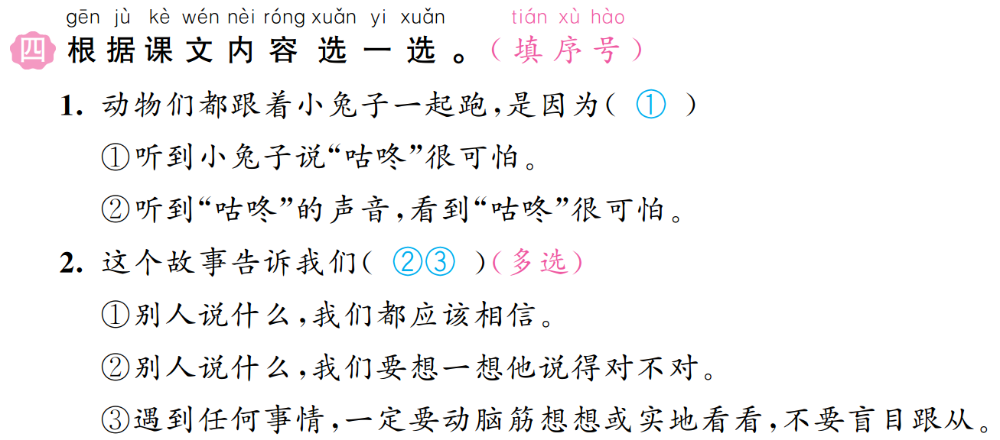 gēn jù kè wén nèi róng xuǎn yi xuǎn tián xù hào
四 根据课文内容选一选。（填序号）
1. 动物们都跟着小兔子一起跑，是因为（ ① ）
①听到小兔子说“咕咚”很可怕。
②听到“咕咚”的声音，看到“咕咚”很可怕。
2. 这个故事告诉我们（ ②③ ）（多选）
①别人说什么，我们都应该相信。
②别人说什么，我们要想一想他说得对不对。
③遇到任何事情，一定要动脑筋想想或实地看看，不要盲目跟从。